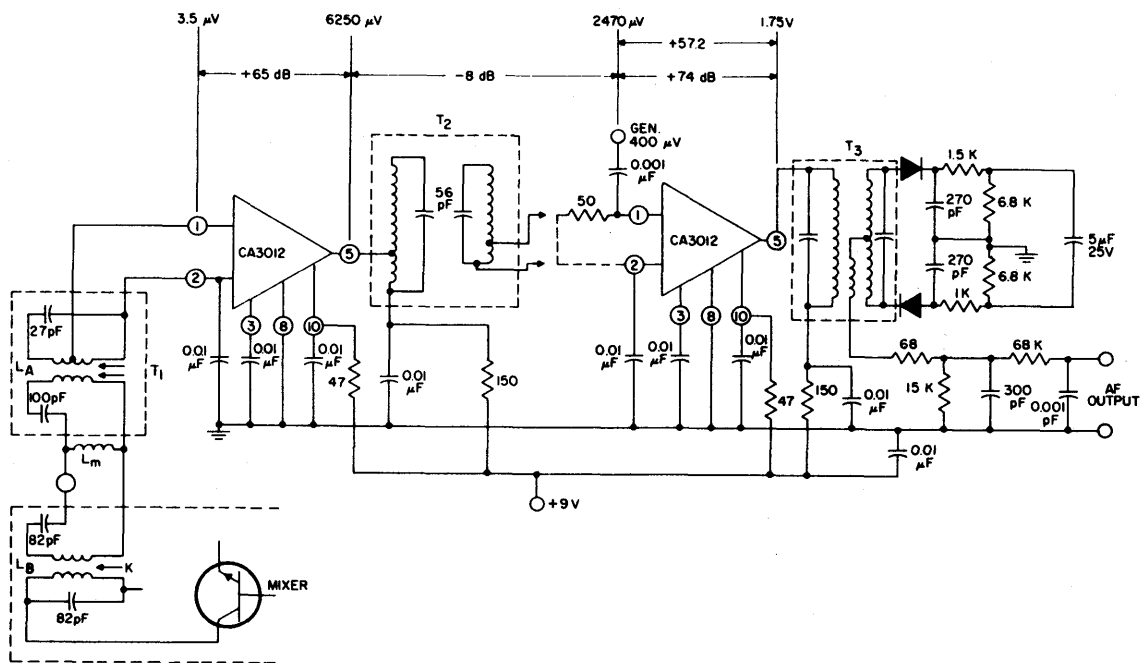 3.5 μV
6250 μV
2470 μV
1.75V
+57.2
+65 dB
-8 dB
+74 dB
T2
GEN.
400 μV
0.001
μF
T3
1
2
CA3012
5
3
8
10
56
pF
50
1
2
CA3012
5
3
8
10
1.5 K
270
pF
6.8 K
5μF
25V
270
pF
6.8 K
1K
27pF
LA
T1
100pF
0.01
μF
0.01
μF
0.01
μF
47
0.01
μF
150
0.01
μF
0.01
μF
0.01
μF
47
150
0.01
μF
68
68 K
15 K
300
pF
0.001
pF
AF
OUTPUT
Lm
0.01
μF
+9 V
82pF
LB
K
82pF
MIXER